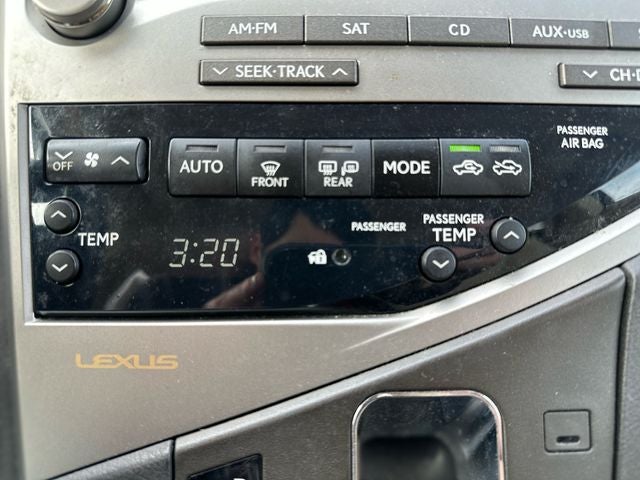 AM·FM SAT CD AUX·USB
SEEK·TRACK CH·D
PASSENGER
AIR BAG
OFF AUTO FRONT REAR MODE
TEMP
PASSENGER
PASSENGER
TEMP
3:20
LEXUS